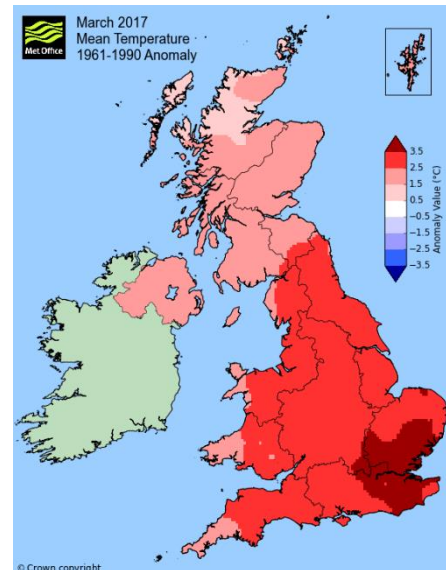 March 2017
Mean Temperature
1961-1990 Anomaly
Met Office
3.5
2.5
1.5
0.5
-0.5
-1.5
-2.5
-3.5
Anomaly Value (°C)
© Crown copyright